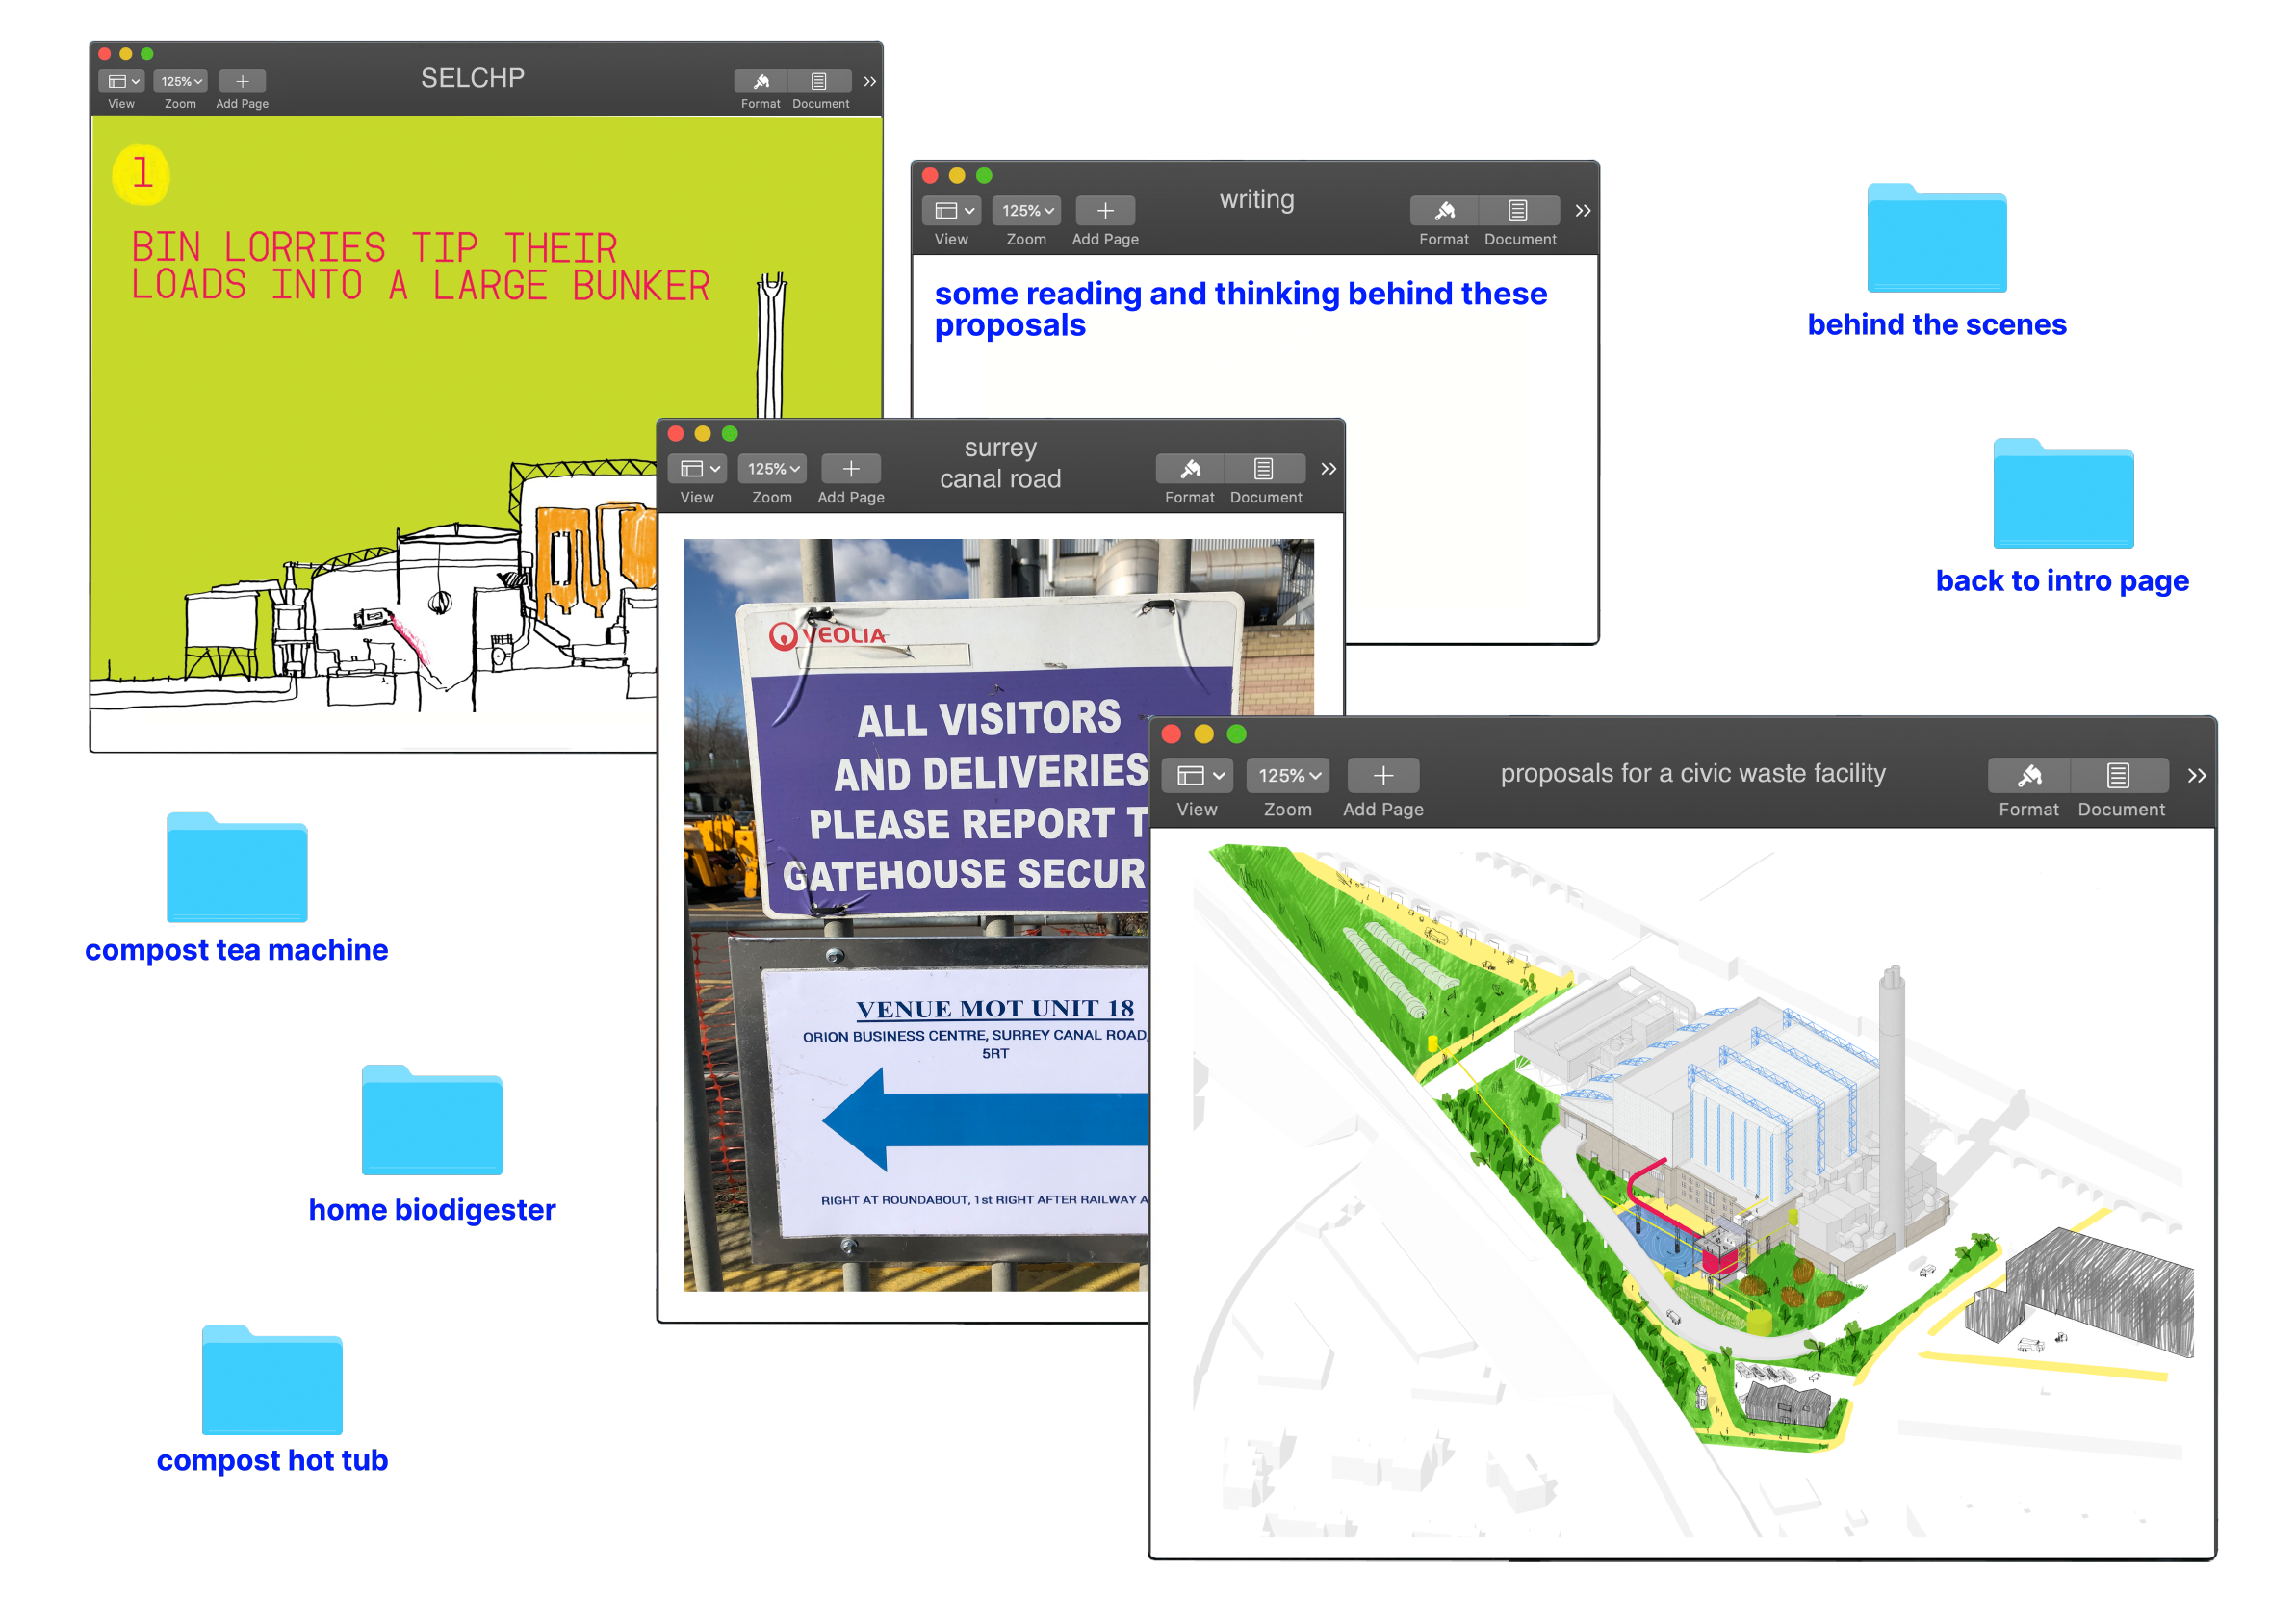 SELCHP
125%
View Zoom Add Page
Format Document
1
BIN LORRIES TIP THEIR
LOADS INTO A LARGE BUNKER
writing
125%
View Zoom Add Page
Format Document
some reading and thinking behind these
proposals
behind the scenes
back to intro page
surrey
canal road
125%
View Zoom Add Page
Format Document
VEOLIA
ALL VISITORS
AND DELIVERIES
PLEASE REPORT T
GATEHOUSE SECUR
VENUE MOT UNIT 18
ORION BUSINESS CENTRE, SURREY CANAL ROAD,
5RT
RIGHT AT ROUNDABOUT, 1st RIGHT AFTER RAILWAY A
proposals for a civic waste facility
125%
View Zoom Add Page
Format Document
compost tea machine
home biodigester
compost hot tub